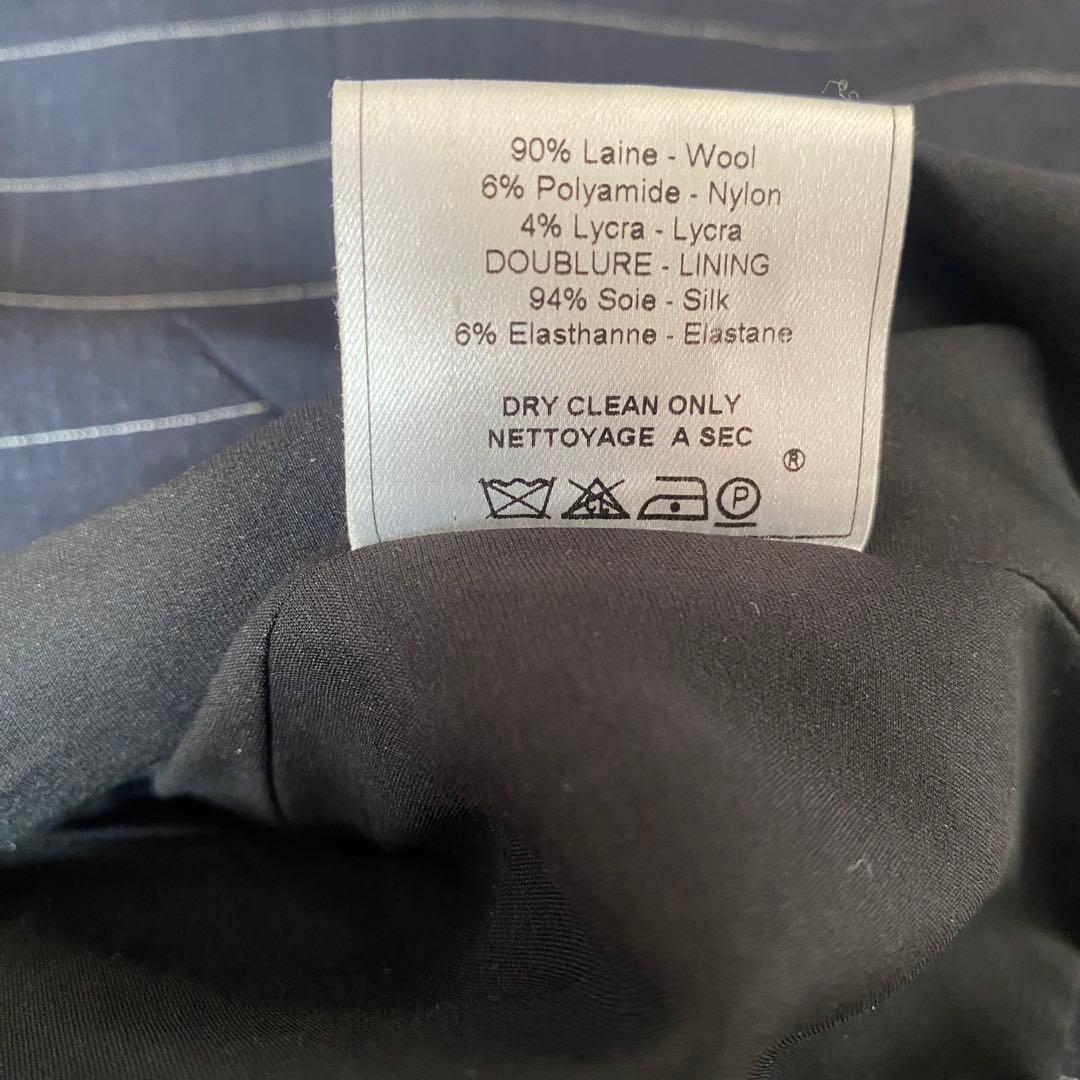 90% Laine - Wool
6% Polyamide - Nylon
4% Lycra - Lycra
DOUBLURE - LINING
94% Soie - Silk
6% Elasthanne - Elastane
DRY CLEAN ONLY
NETTOYAGE A SEC
®
CL P